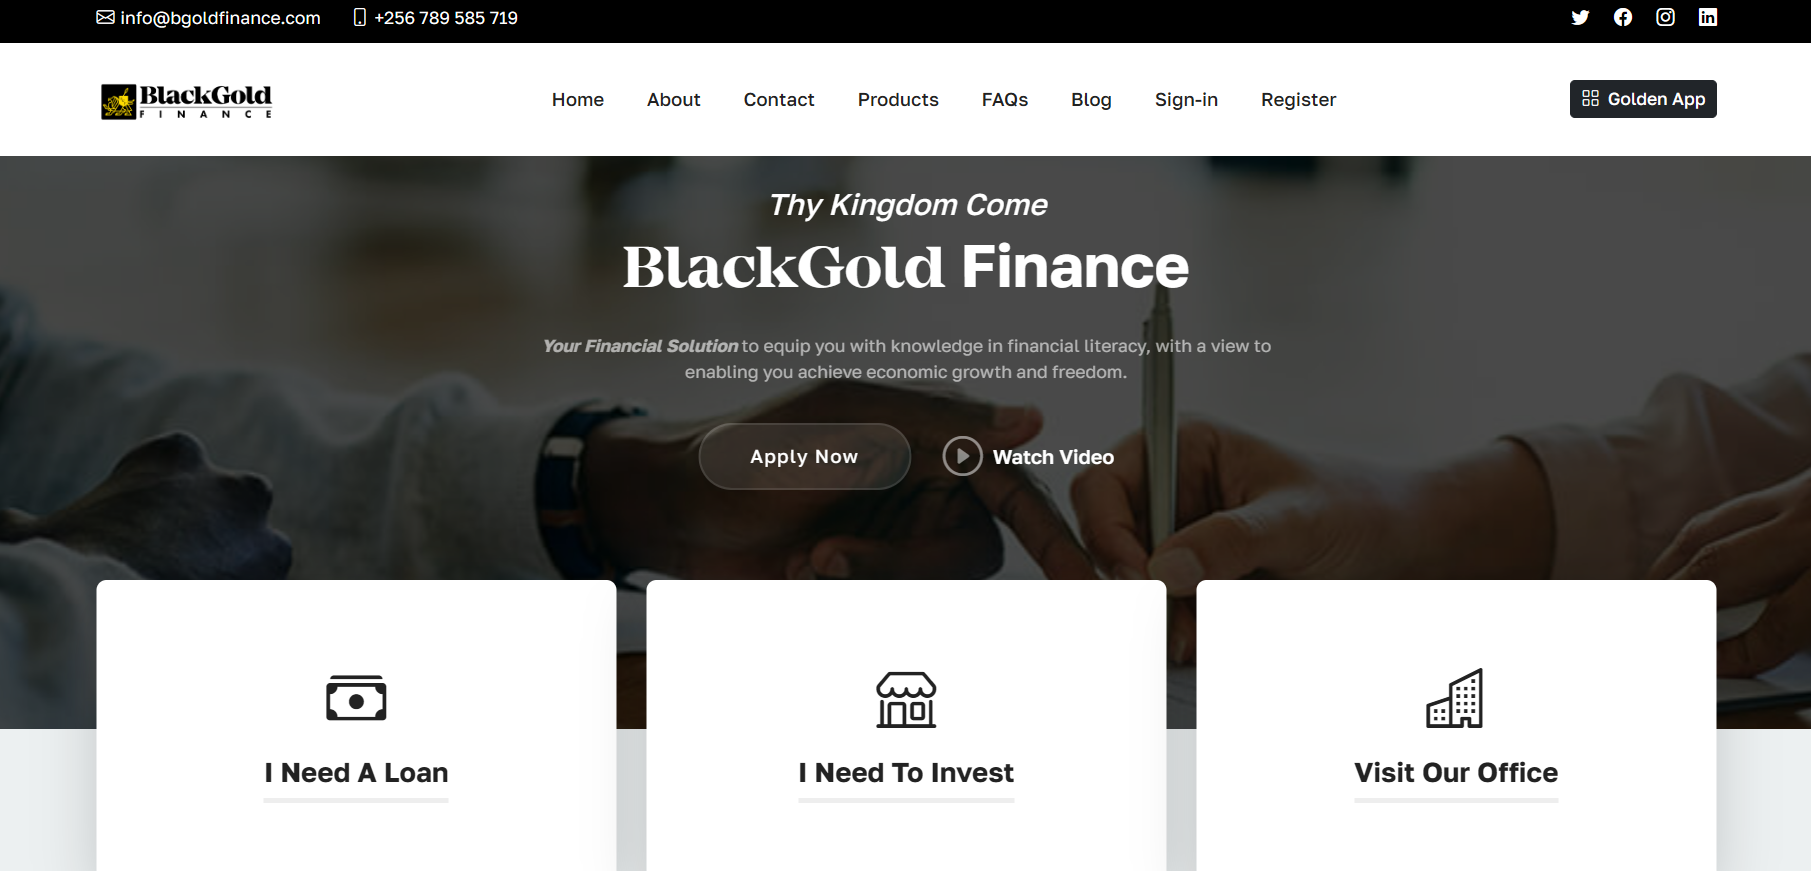 info@bgoldfinance.com
+256 789 585 719
BlackGold
FINANCE
Home
About
Contact
Products
FAQs
Blog
Sign-in
Register
Golden App
Thy Kingdom Come
BlackGold Finance
Your Financial Solution to equip you with knowledge in financial literacy, with a view to
enabling you achieve economic growth and freedom.
Apply Now
Watch Video
I Need A Loan
I Need To Invest
Visit Our Office